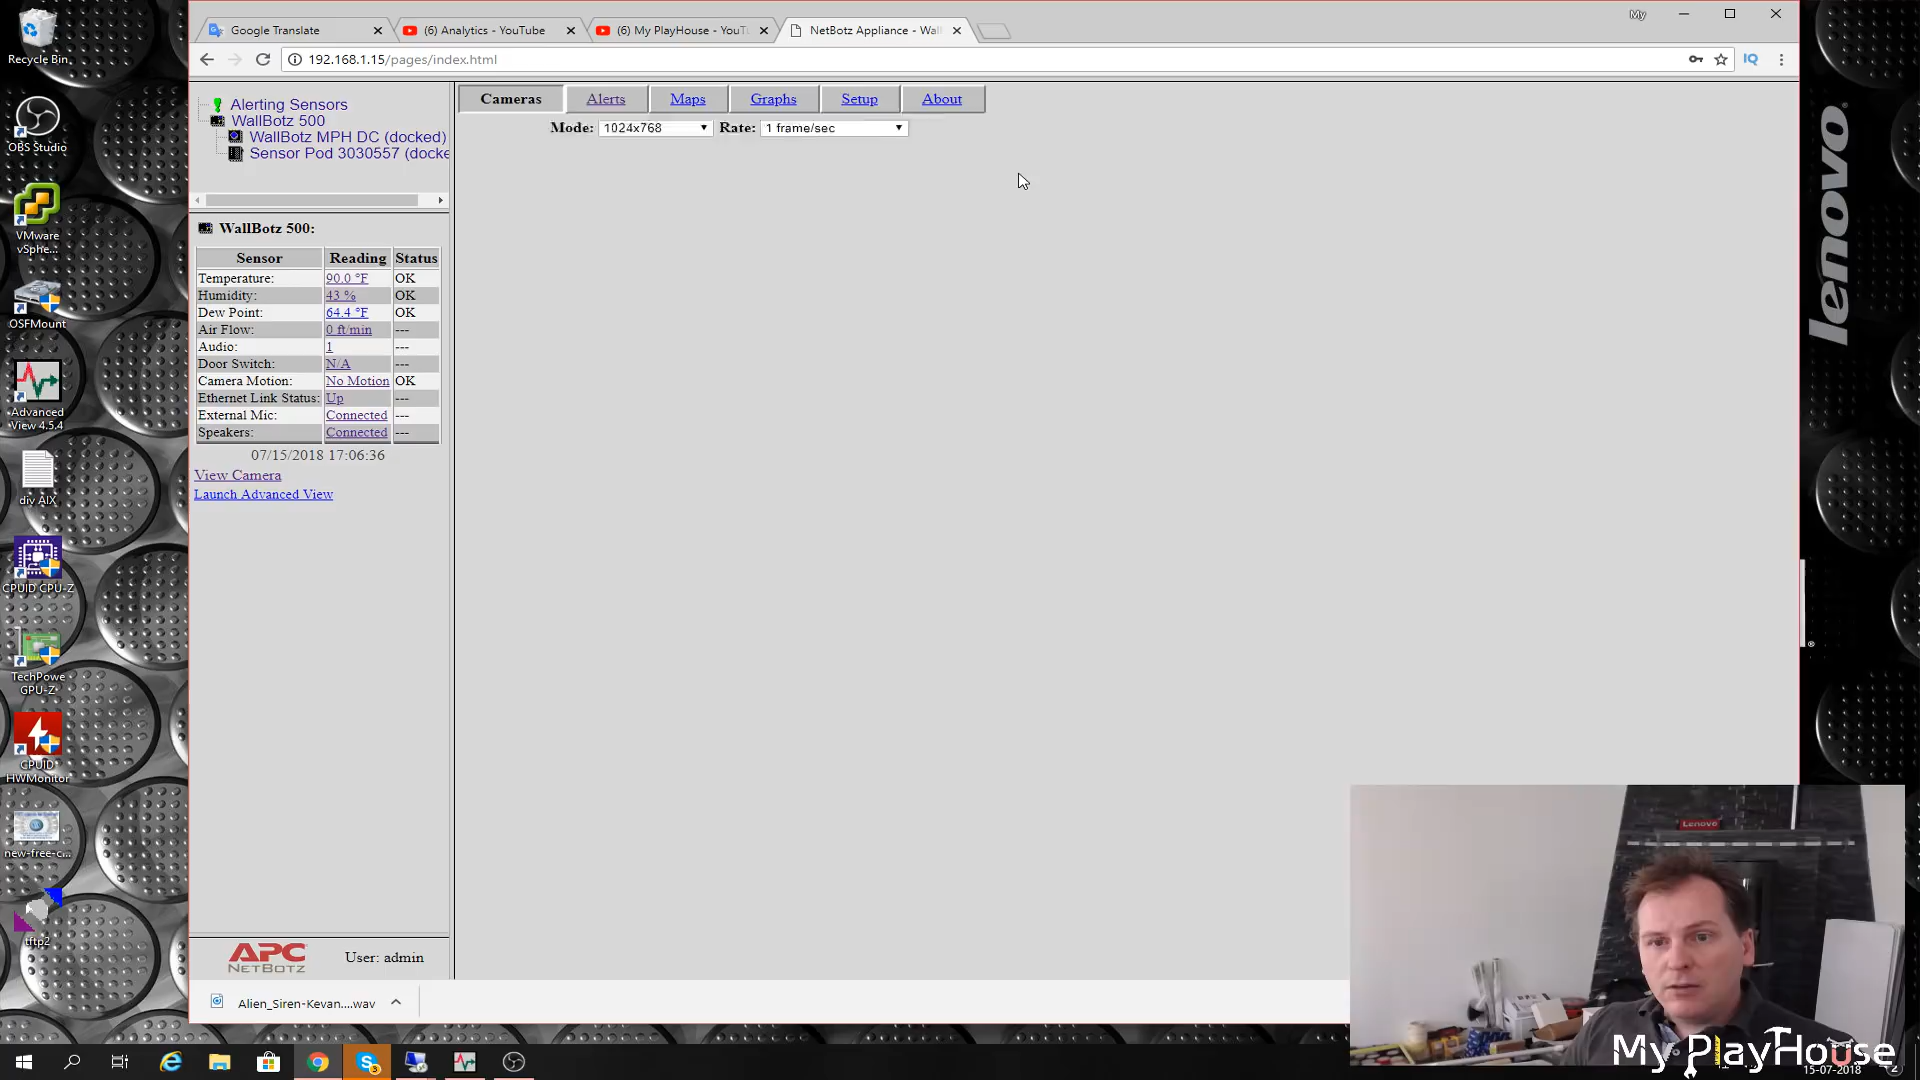 Recycle Bin
OBS Studio
VMware
vSphe...
OSFMount
Advanced
View 4.5.4
div AIX
CPUID CPU-Z
TechPowe
GPU-Z
CPUID
HWMonitor
new-free-c...
tftp2
Google Translate
(6) Analytics - YouTube
(6) My PlayHouse - YouTu
NetBotz Appliance - Wall
My
192.168.1.15/pages/index.html
Alerting Sensors
WallBotz 500
WallBotz MPH DC (docked)
Sensor Pod 3030557 (docke
Cameras Alerts Maps Graphs Setup About
Mode: 1024x768 Rate: 1 frame/sec
WallBotz 500:
Sensor Reading Status
Temperature: 90.0 °F OK
Humidity: 43 % OK
Dew Point: 64.4 °F OK
Air Flow: 0 ft/min ---
Audio: 1 ---
Door Switch: N/A ---
Camera Motion: No Motion OK
Ethernet Link Status: Up ---
External Mic: Connected ---
Speakers: Connected ---
07/15/2018 17:06:36
View Camera
Launch Advanced View
APC
NETBOTZ
User: admin
Alien_Siren-Kevan....wav
lenovo
Lenovo
My PlayHouse
15-07-2018